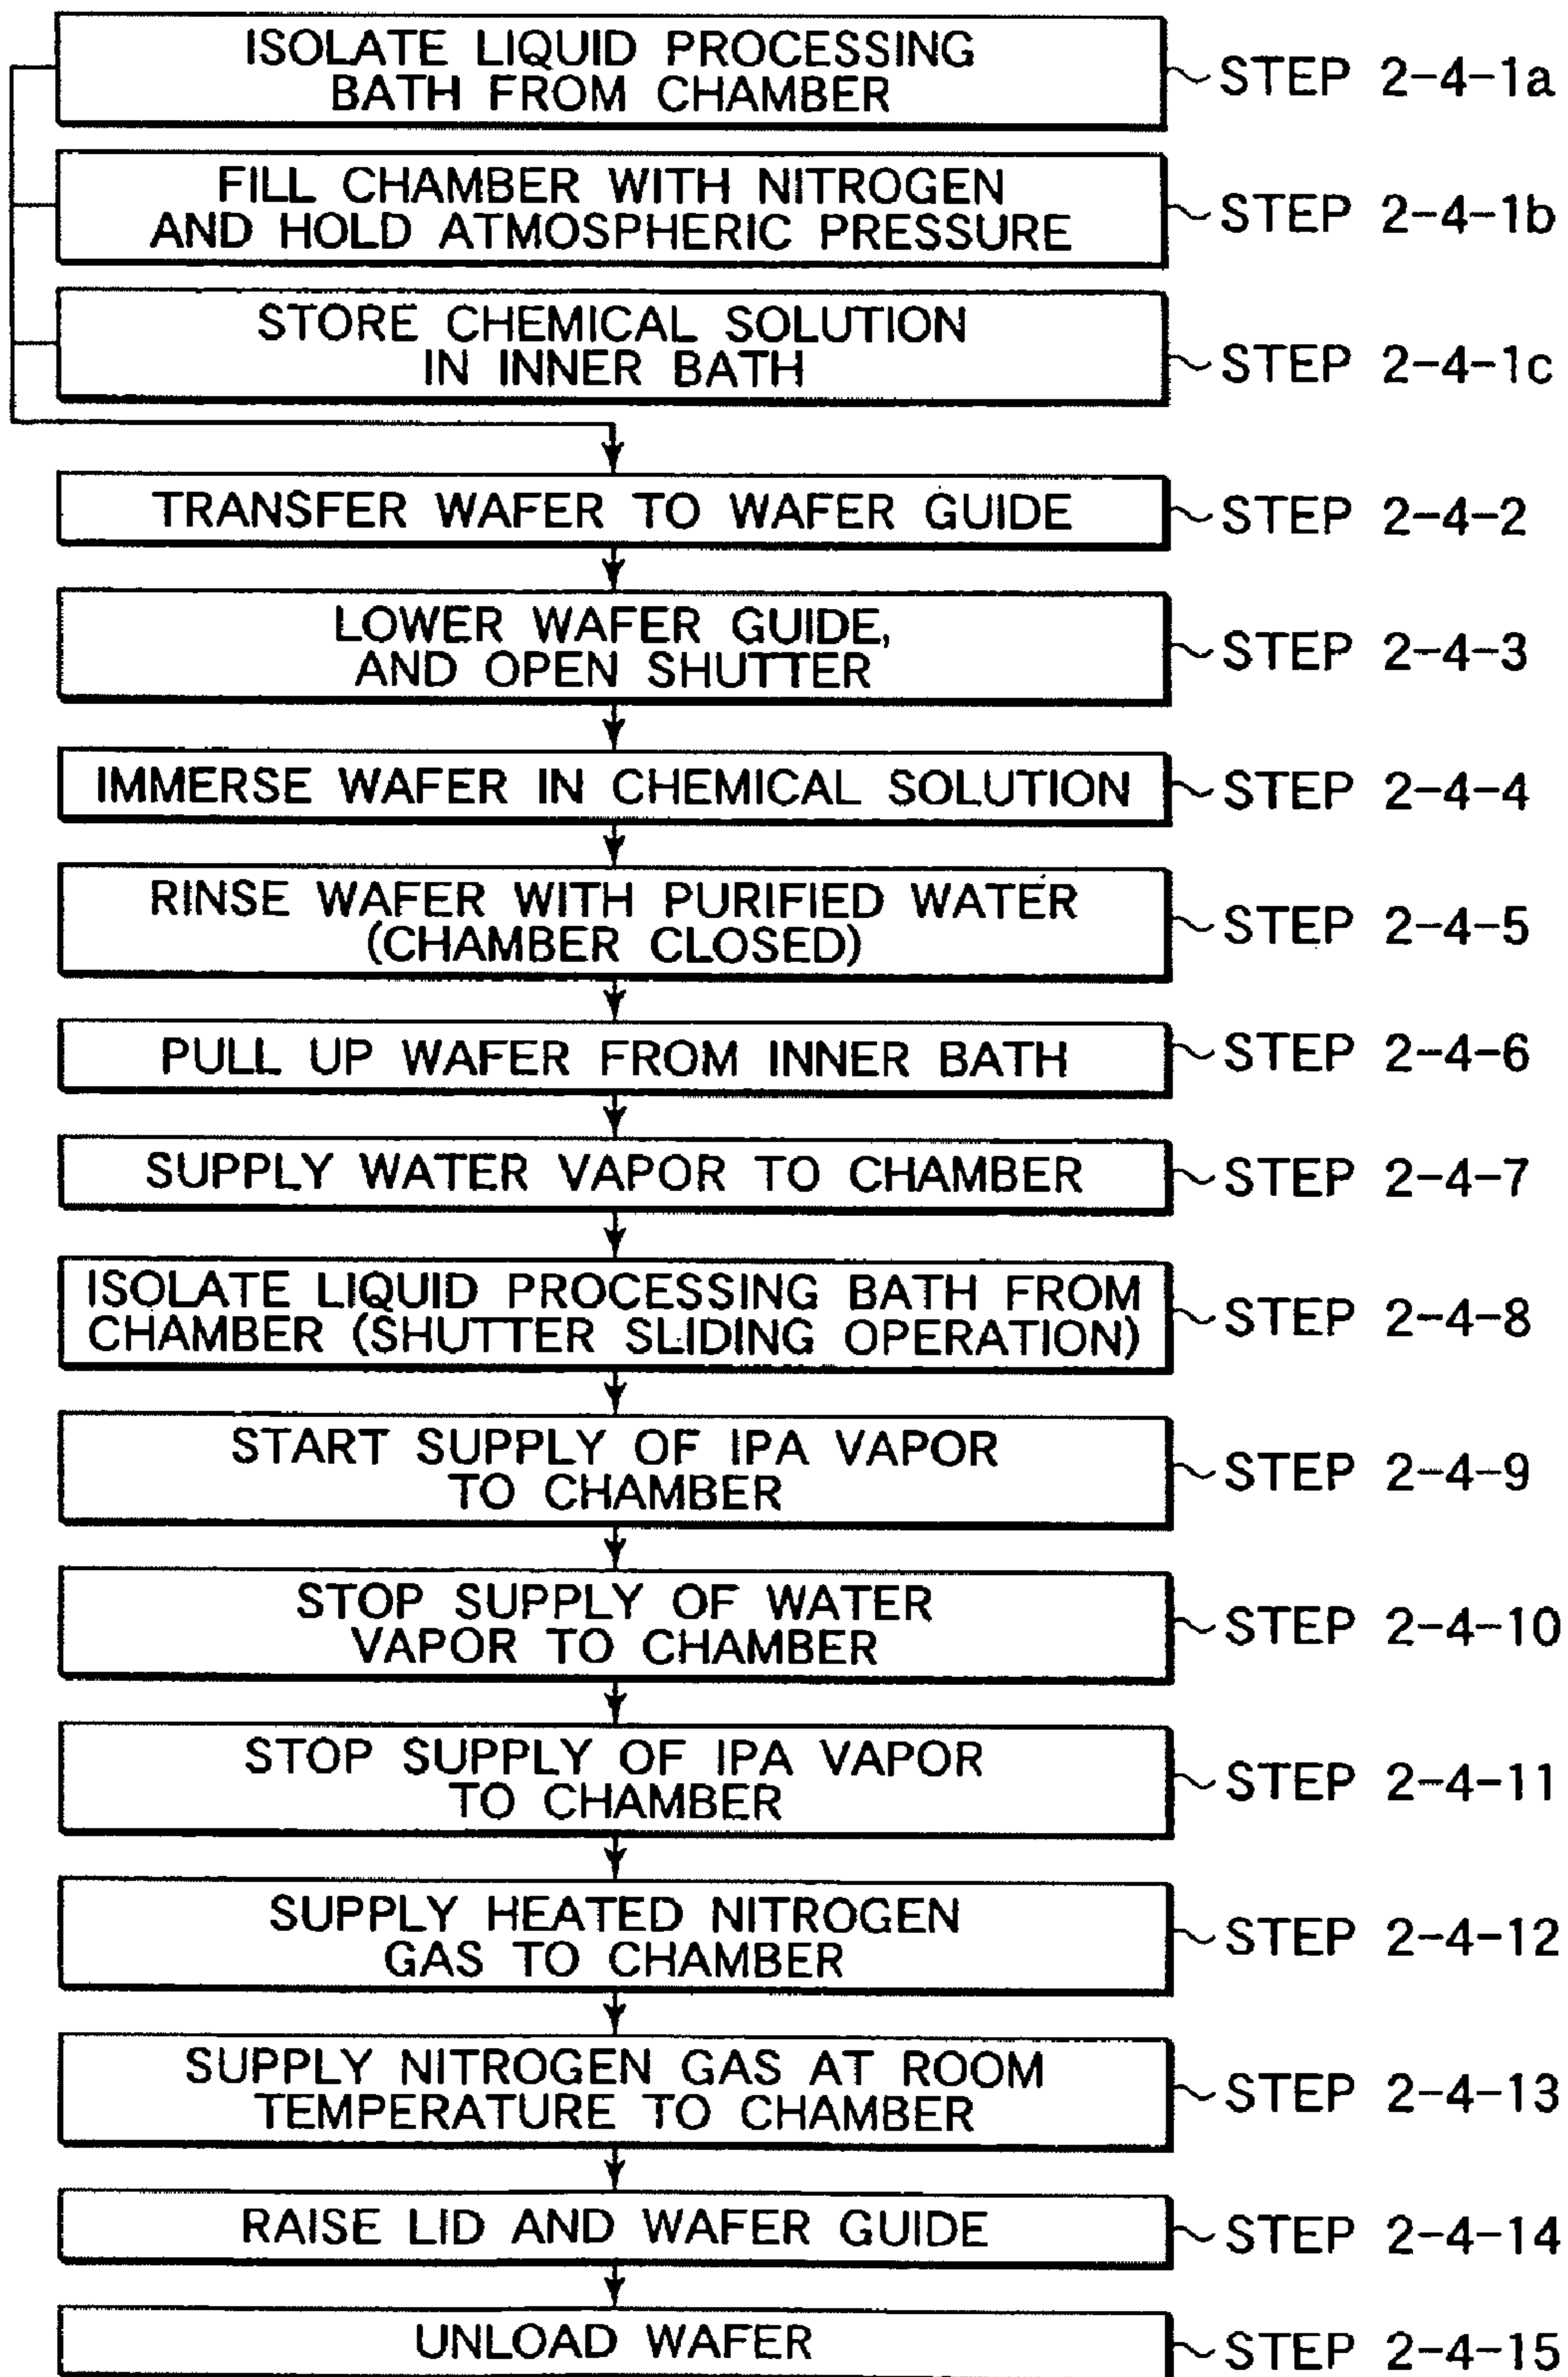 ISOLATE LIQUID PROCESSING
BATH FROM CHAMBER
STEP 2-4-1a
FILL CHAMBER WITH NITROGEN
AND HOLD ATMOSPHERIC PRESSURE
STEP 2-4-1b
STORE CHEMICAL SOLUTION
IN INNER BATH
STEP 2-4-1c
TRANSFER WAFER TO WAFER GUIDE
STEP 2-4-2
LOWER WAFER GUIDE,
AND OPEN SHUTTER
STEP 2-4-3
IMMERSE WAFER IN CHEMICAL SOLUTION
STEP 2-4-4
RINSE WAFER WITH PURIFIED WATER
(CHAMBER CLOSED)
STEP 2-4-5
PULL UP WAFER FROM INNER BATH
STEP 2-4-6
SUPPLY WATER VAPOR TO CHAMBER
STEP 2-4-7
ISOLATE LIQUID PROCESSING BATH FROM
CHAMBER (SHUTTER SLIDING OPERATION)
STEP 2-4-8
START SUPPLY OF IPA VAPOR
TO CHAMBER
STEP 2-4-9
STOP SUPPLY OF WATER
VAPOR TO CHAMBER
STEP 2-4-10
STOP SUPPLY OF IPA VAPOR
TO CHAMBER
STEP 2-4-11
SUPPLY HEATED NITROGEN
GAS TO CHAMBER
STEP 2-4-12
SUPPLY NITROGEN GAS AT ROOM
TEMPERATURE TO CHAMBER
STEP 2-4-13
RAISE LID AND WAFER GUIDE
STEP 2-4-14
UNLOAD WAFER
STEP 2-4-15